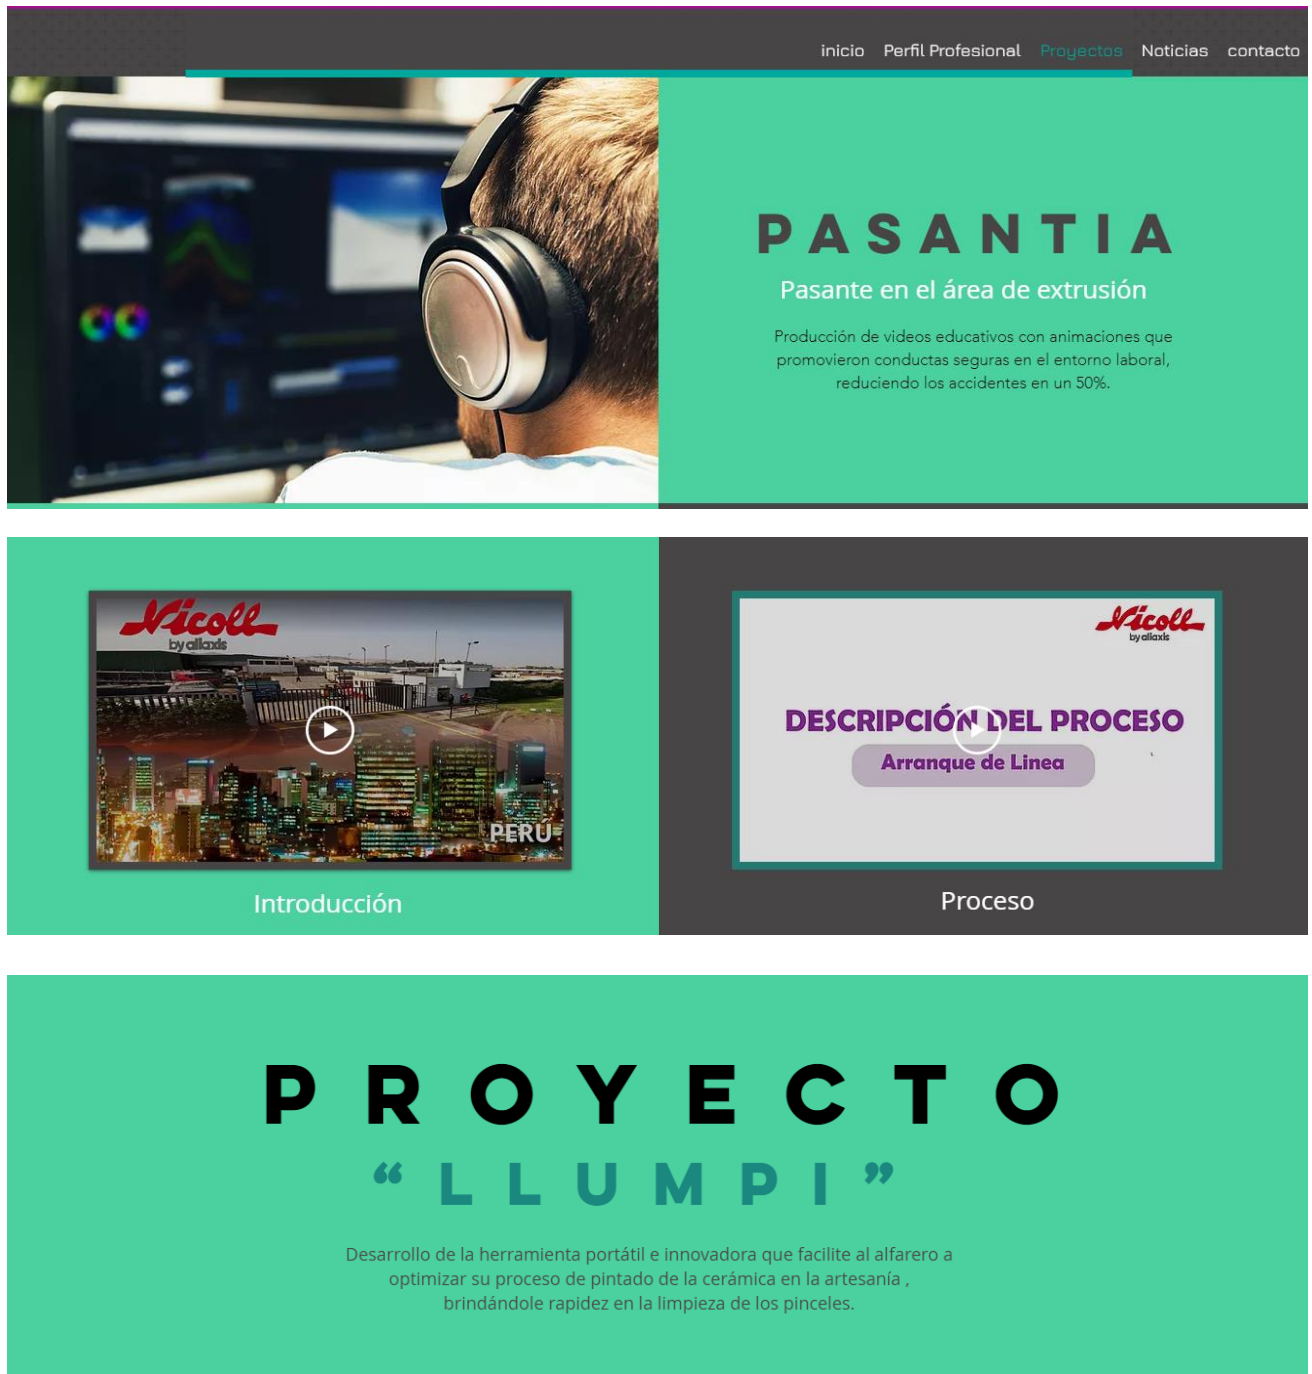 inicio Perfil Profesional Proyectos Noticias contacto
PASANTIA
Pasante en el área de extrusión
Producción de videos educativos con animaciones que
promovieron conductas seguras en el entorno laboral,
reduciendo los accidentes en un 50%.
Nicoll
by aliaxis
PERÚ
Introducción
Nicoll
by aliaxis
DESCRIPCIÓN DEL PROCESO
Arranque de Linea
Proceso
PROYECTO
“LLUMPI”
Desarrollo de la herramienta portátil e innovadora que facilite al alfarero a
optimizar su proceso de pintado de la cerámica en la artesanía ,
brindándole rapidez en la limpieza de los pinceles.